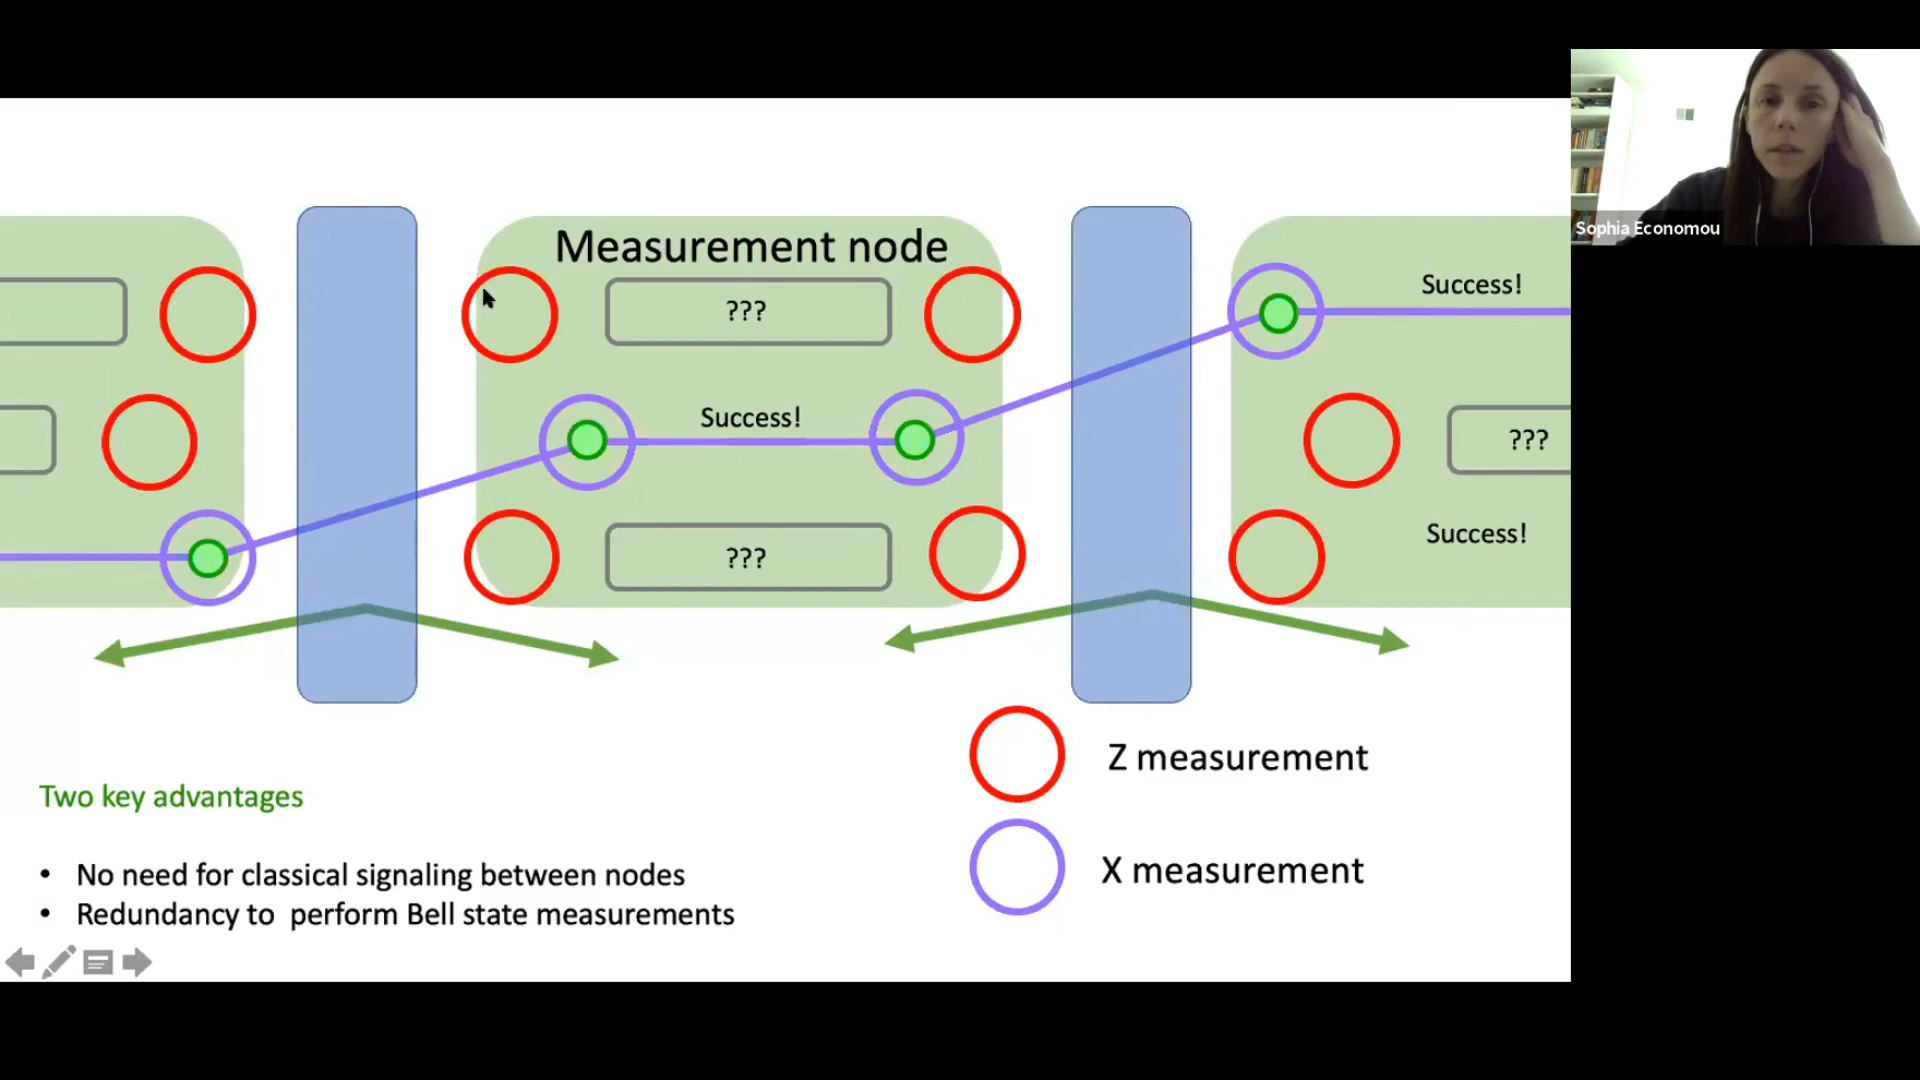 Sophia Economou
Measurement node
Success!
???
Success!
???
Success!
???
Z measurement
Two key advantages
X measurement
• No need for classical signaling between nodes
• Redundancy to perform Bell state measurements